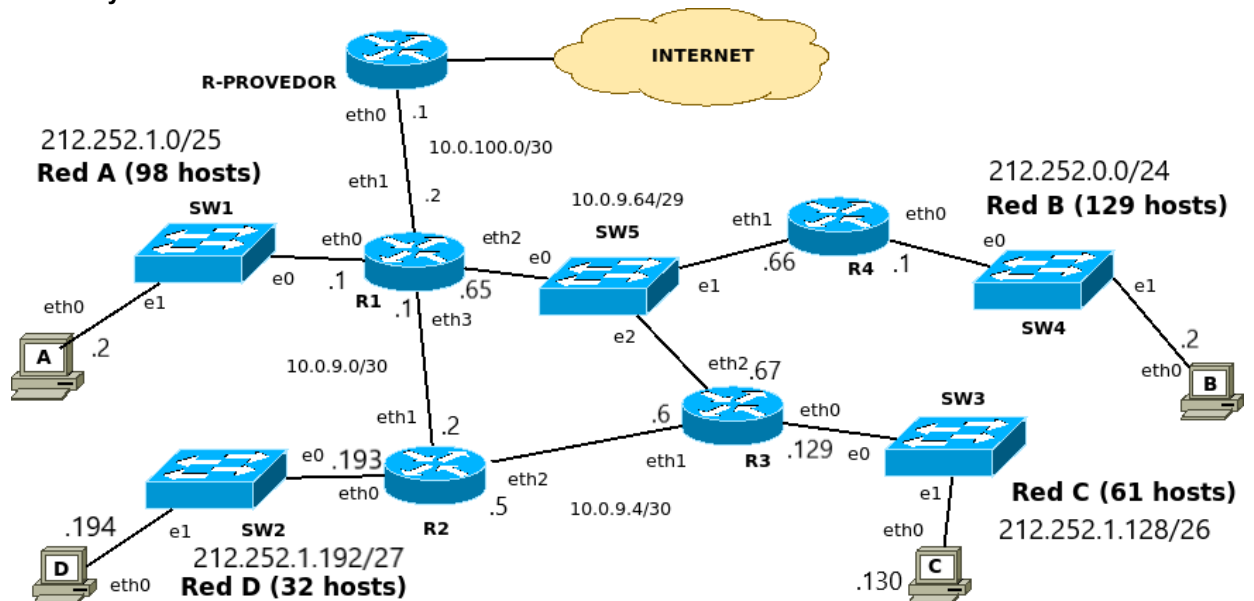 INTERNET
R-PROVEDOR
eth0
.1
212.252.1.0/25
Red A (98 hosts)
10.0.100.0/30
eth1
.2
212.252.0.0/24
Red B (129 hosts)
SW1
10.0.9.64/29
SW5
eth1
eth0
eth0
eth2
e0
R4
e0
e0
.1
R1
.65
.66
.1
e1
eth0
e1
.1
eth3
e1
SW4
e2
A
.2
10.0.9.0/30
.2
eth0
B
eth2
.67
eth1
.2
.6
eth0
SW3
e0
.193
eth1
R3
.129
e0
eth0
R2
eth2
.5
10.0.9.4/30
e1
Red C (61 hosts)
.194
e1
SW2
212.252.1.192/27
eth0
212.252.1.128/26
D
eth0
Red D (32 hosts)
.130
C